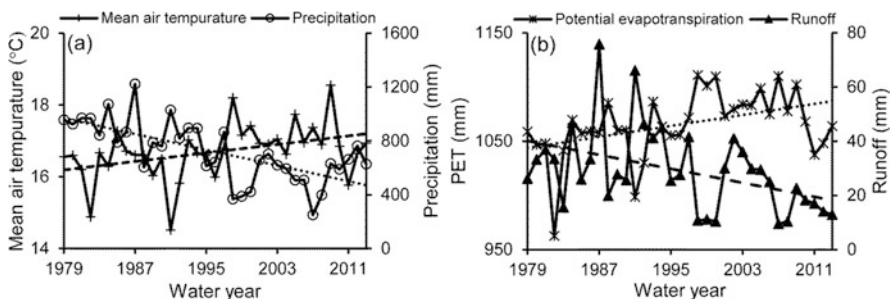 Mean air tempurature Precipitation
20 (a) 1600
18 1200
16 800
14 400
0
Mean air tempurature (°C)
Precipitation (mm)
1979 1987 1995 2003 2011
Water year
Potential evapotranspiration Runoff
1150 (b) 80
1050 60
950 40
20
0
PET (mm)
Runoff (mm)
1979 1987 1995 2003 2011
Water year